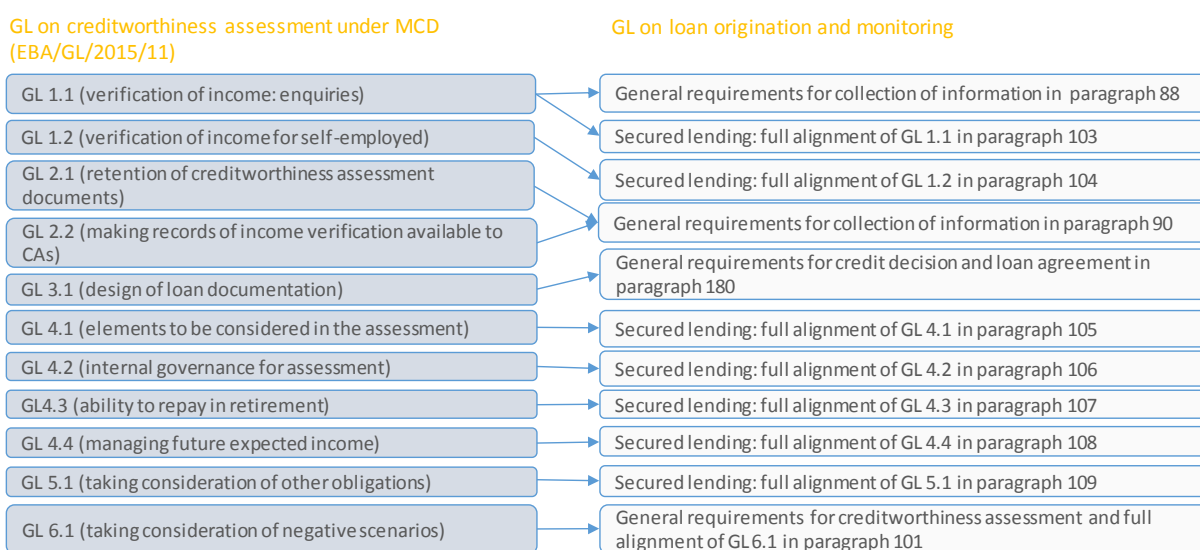 GL on creditworthiness assessment under MCD
(EBA/GL/2015/11)
GL on loan origination and monitoring
GL 1.1 (verification of income: enquiries)
General requirements for collection of information in paragraph 88
GL 1.2 (verification of income for self-employed)
Secured lending: full alignment of GL 1.1 in paragraph 103
GL 2.1 (retention of creditworthiness assessment
documents)
Secured lending: full alignment of GL 1.2 in paragraph 104
GL 2.2 (making records of income verification available to
CAs)
General requirements for collection of information in paragraph 90
GL 3.1 (design of loan documentation)
General requirements for credit decision and loan agreement in
paragraph 180
GL 4.1 (elements to be considered in the assessment)
Secured lending: full alignment of GL 4.1 in paragraph 105
GL 4.2 (internal governance for assessment)
Secured lending: full alignment of GL 4.2 in paragraph 106
GL4.3 (ability to repay in retirement)
Secured lending: full alignment of GL 4.3 in paragraph 107
GL 4.4 (managing future expected income)
Secured lending: full alignment of GL 4.4 in paragraph 108
GL 5.1 (taking consideration of other obligations)
Secured lending: full alignment of GL 5.1 in paragraph 109
GL 6.1 (taking consideration of negative scenarios)
General requirements for creditworthiness assessment and full
alignment of GL 6.1 in paragraph 101